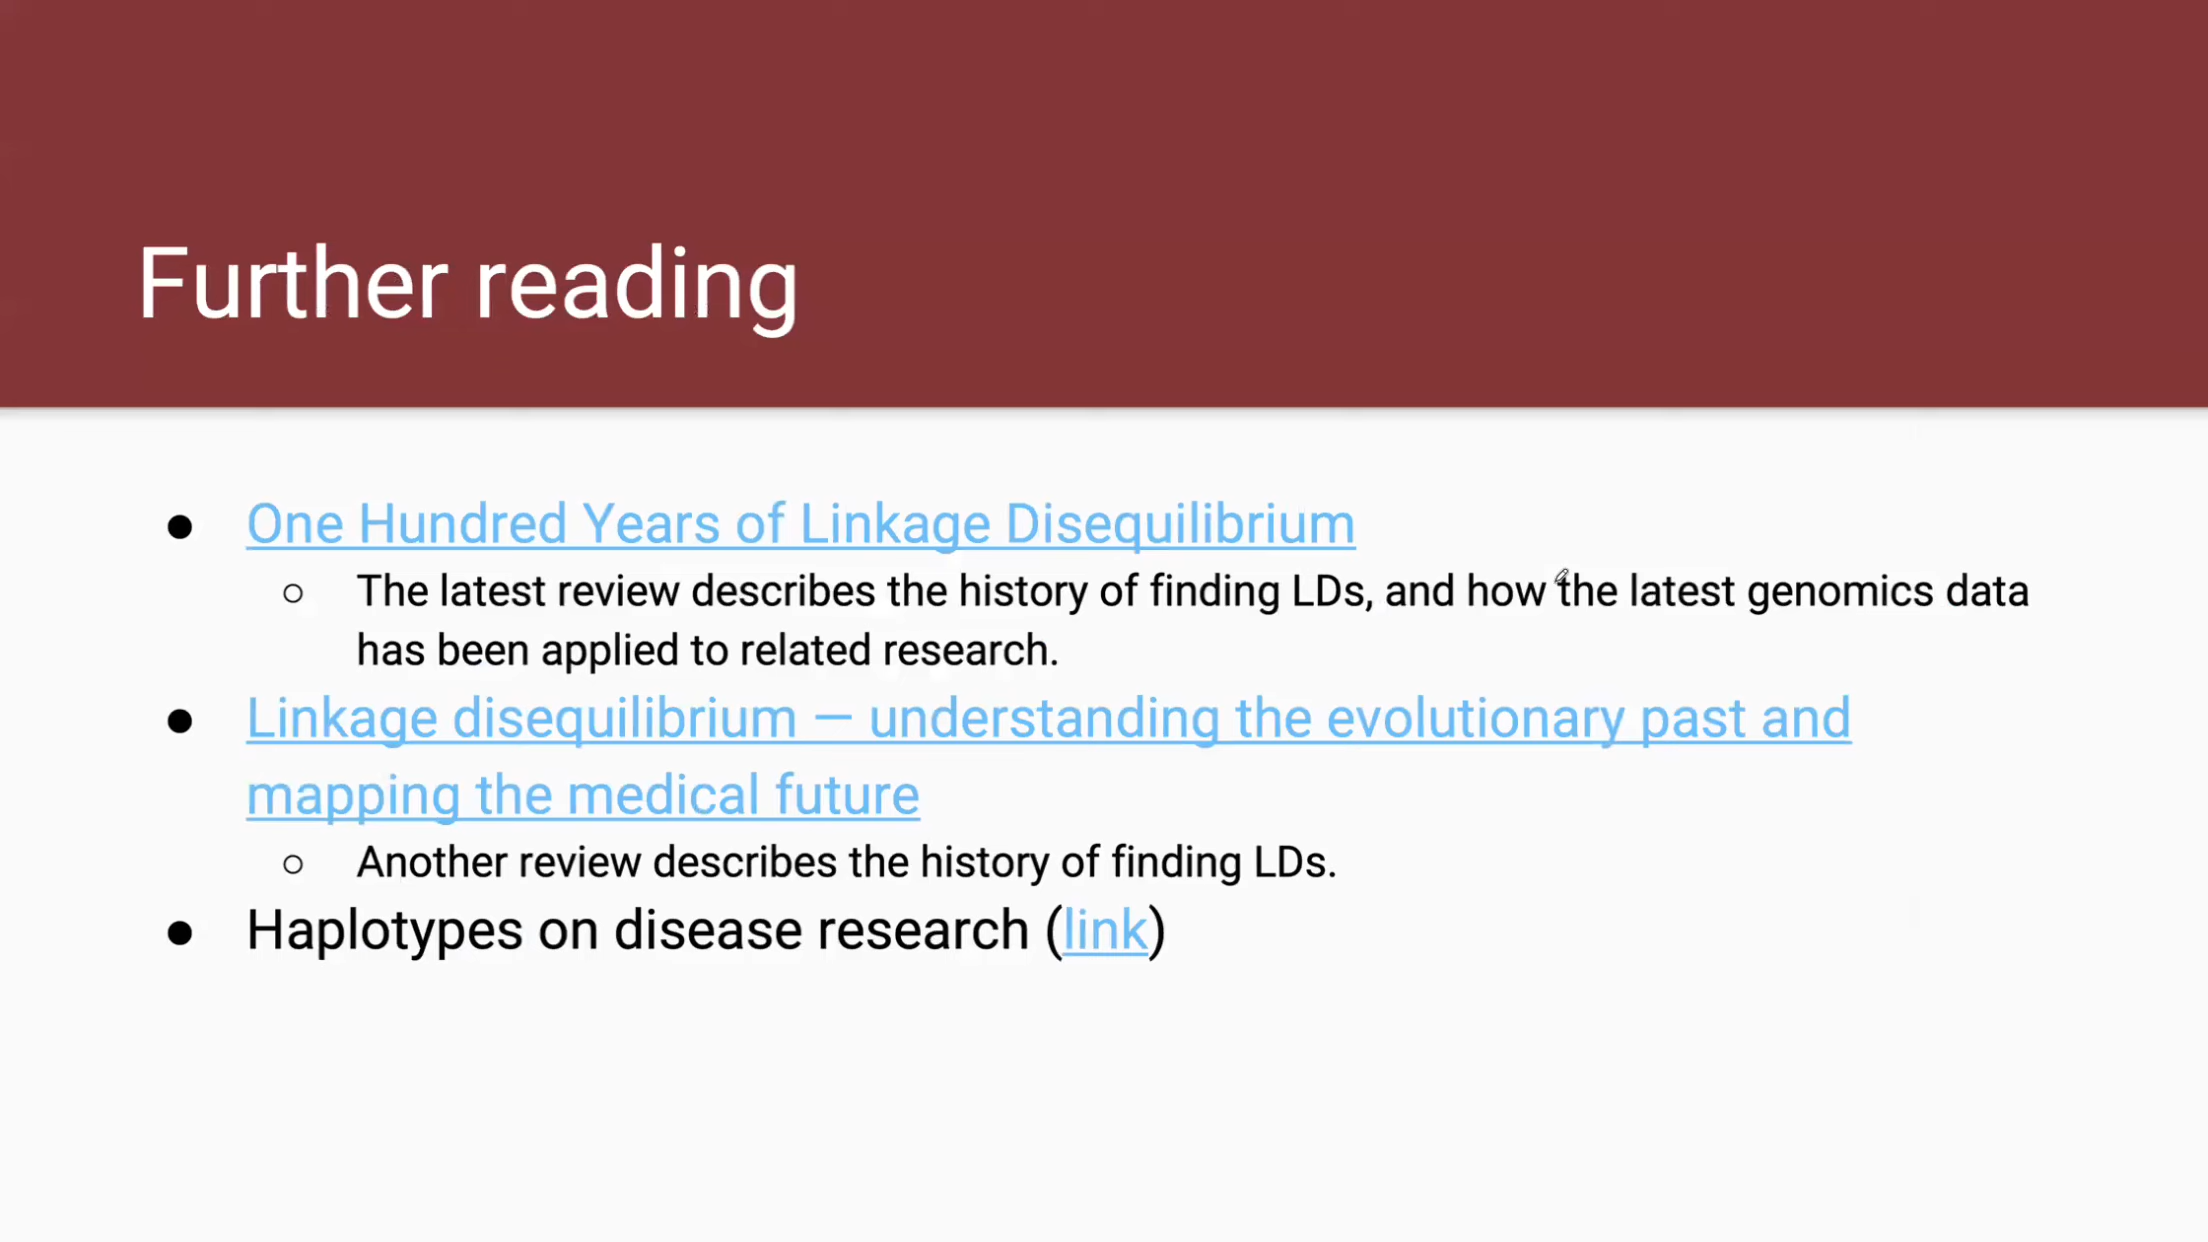 Further reading
● One Hundred Years of Linkage Disequilibrium
○ The latest review describes the history of finding LDs, and how the latest genomics data
has been applied to related research.
● Linkage disequilibrium — understanding the evolutionary past and
mapping the medical future
○ Another review describes the history of finding LDs.
● Haplotypes on disease research (link)